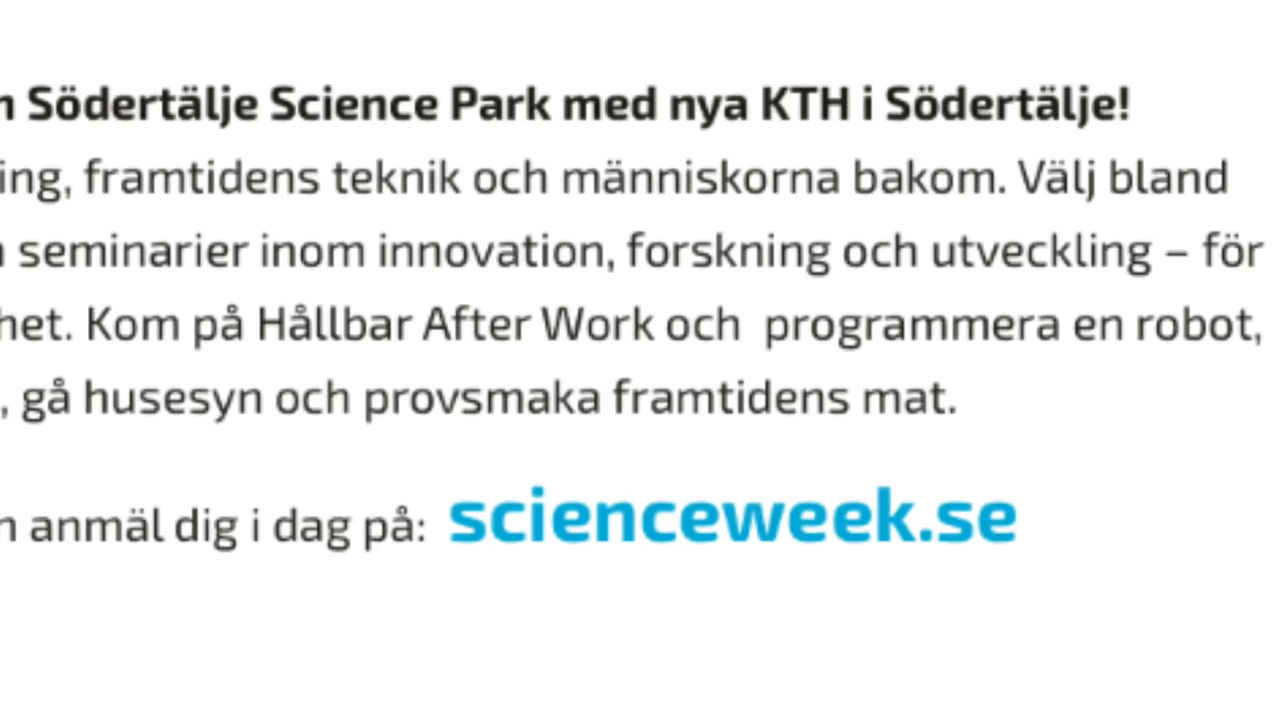 Södertälje Science Park med nya KTH i Södertälje!
framtidens teknik och människorna bakom. Välj bland
seminarier inom innovation, forskning och utveckling – för
Kom på Hållbar After Work och programmera en robot,
, gå husesyn och provsmaka framtidens mat.
anmäl dig i dag på: scienceweek.se